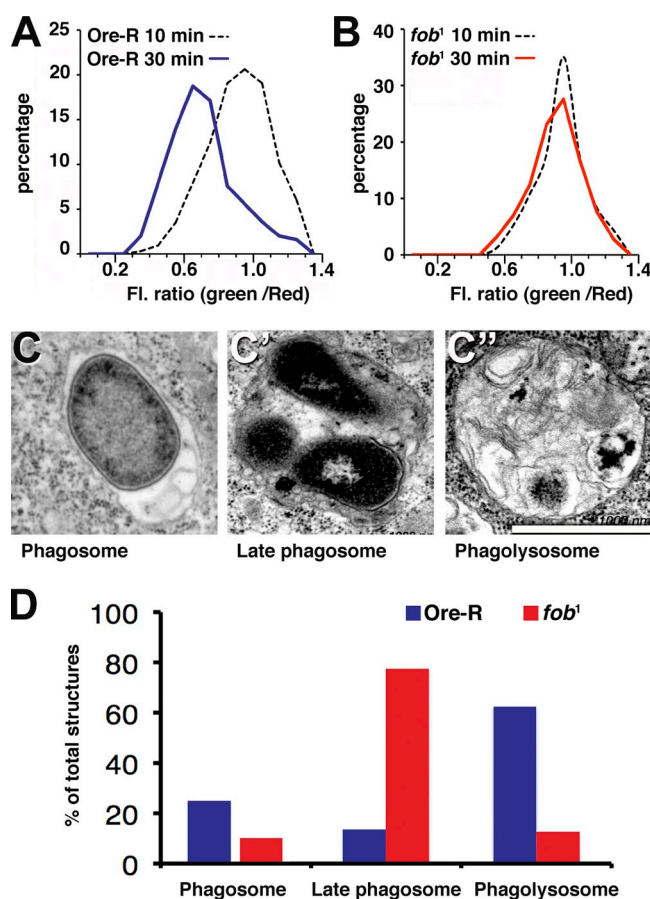 A
Ore-R 10 min
Ore-R 30 min
percentage
25
20
15
10
5
0
0.2 0.6 1.0 1.4
Fl. ratio (green /Red)
B
fob¹ 10 min
fob¹ 30 min
percentage
40
30
20
10
0
0.2 0.6 1.0 1.4
Fl. ratio (green/Red)
C
Phagosome
C'
Late phagosome
C''
1000 nm
Phagolysosome
D
Ore-R fob¹
% of total structures
100
80
60
40
20
0
Phagosome Late phagosome Phagolysosome